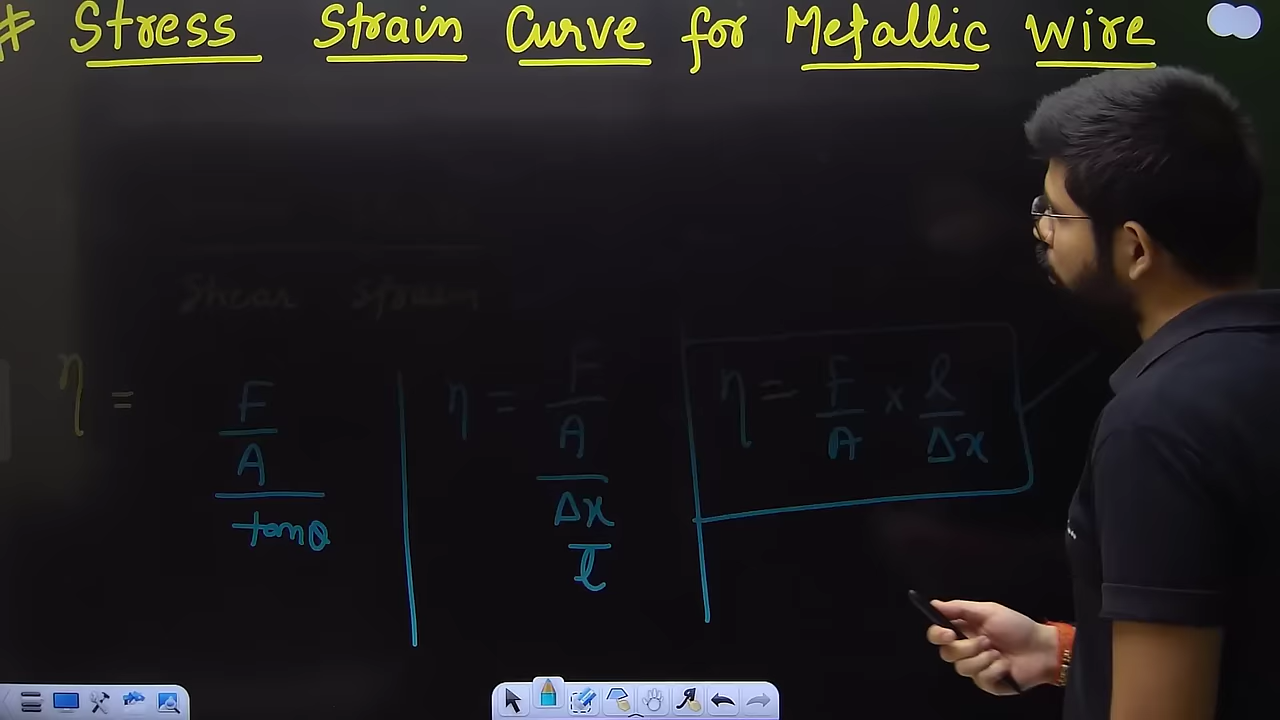 # Stress Strain Curve for Metallic Wire
Shear strain
η = F/A / tanθ
η = F/A / Δx/l
η = F/A × l/Δx